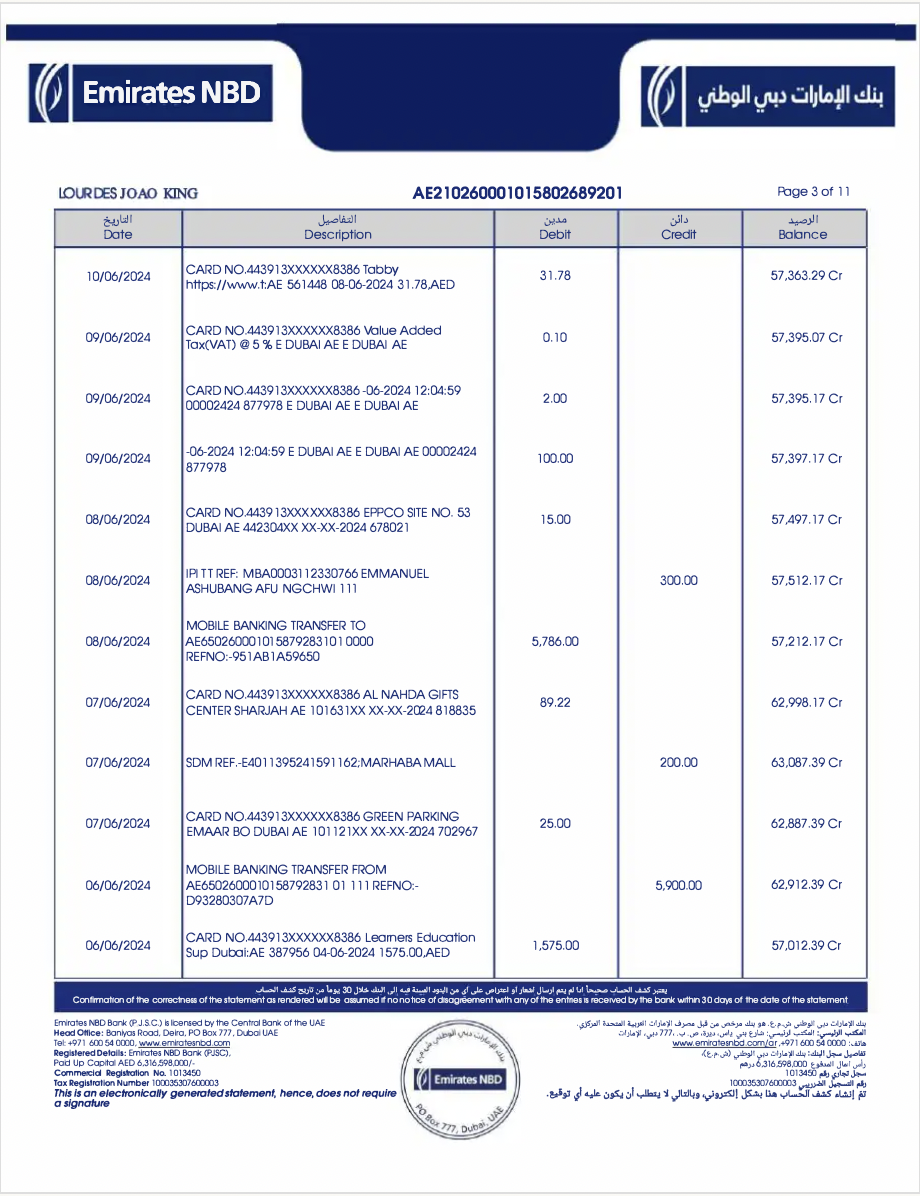 Emirates NBD
بنك الإمارات دبي الوطني
LOURDES JOAO KING
AE210260001015802689201
Page 3 of 11
التاريخ التفاصيل مدين دائن الرصيد
Date Description Debit Credit Balance
10/06/2024 CARD NO.443913XXXXXX8386 Tabby 31.78 57,363.29 Cr
https://www.t:AE 561448 08-06-2024 31.78,AED
09/06/2024 CARD NO.443913XXXXXX8386 Value Added 0.10 57,395.07 Cr
Tax(VAT) @ 5 % E DUBAI AE E DUBAI AE
09/06/2024 CARD NO.443913XXXXXX8386 -06-2024 12:04:59 2.00 57,395.17 Cr
00002424 877978 E DUBAI AE E DUBAI AE
09/06/2024 -06-2024 12:04:59 E DUBAI AE E DUBAI AE 00002424 100.00 57,397.17 Cr
877978
08/06/2024 CARD NO.443913XXXXXX8386 EPPCO SITE NO. 53 15.00 57,497.17 Cr
DUBAI AE 442304XX XX-XX-2024 678021
08/06/2024 IPI TT REF: MBA0003112330766 EMMANUEL 300.00 57,512.17 Cr
ASHUBANG AFU NGCHWI 111
MOBILE BANKING TRANSFER TO
08/06/2024 AE650260001015879283101 0000 5,786.00 57,212.17 Cr
REFNO:-951AB1A59650
07/06/2024 CARD NO.443913XXXXXX8386 AL NAHDA GIFTS 89.22 62,998.17 Cr
CENTER SHARJAH AE 101631XX XX-XX-2024 818835
07/06/2024 SDM REF.-E4011395241591162;MARHABA MALL 200.00 63,087.39 Cr
07/06/2024 CARD NO.443913XXXXXX8386 GREEN PARKING 25.00 62,887.39 Cr
EMAAR BO DUBAI AE 101121XX XX-XX-2024 702967
MOBILE BANKING TRANSFER FROM
06/06/2024 AE6502600010158792831 01 111 REFNO:- 5,900.00 62,912.39 Cr
D93280307A7D
06/06/2024 CARD NO.443913XXXXXX8386 Learners Education 1,575.00 57,012.39 Cr
Sup Dubai:AE 387956 04-06-2024 1575.00,AED
يعتبر كشف الحساب صحيحاً اذا لم يتم ارسال اشعار او اعتراض على أي من البنود المبينة فيه إلى البنك خلال 30 يوماً من تاريخ كشف الحساب
Confirmation of the correctness of the statement as rendered will be assumed if no notice of disagreement with any of the entries is received by the bank within 30 days of the date of the statement
Emirates NBD Bank (P.J.S.C.) is licensed by the Central Bank of the UAE
Head Office: Baniyas Road, Deira, PO Box 777, Dubai UAE
Tel: +971 600 54 0000, www.emiratesnbd.com
Registered Details: Emirates NBD Bank (PJSC),
Paid Up Capital AED 6,316,598,000/-
Commercial Registration No. 1013450
Tax Registration Number 100035307600003
This is an electronically generated statement, hence, does not require
a signature
Emirates NBD
PO Box 777, Dubai, UAE
بنك الإمارات دبي الوطني ش.م.ع. هو بنك مرخص من قبل مصرف الإمارات العربية المتحدة المركزي.
المكتب الرئيسي: المكتب الرئيسي: شارع بني ياس، ديرة، ص. ب. ،777 دبي، الإمارات
هاتف: 0000 54 600 971+, www.emiratesnbd.com/ar
تفاصيل سجل البنك: بنك الإمارات دبي الوطني (ش.م.ع)،
رأس المال المدفوع 6,316,598,000 درهم
سجل تجاري رقم 1013450
رقم التسجيل الضريبي 100035307600003
تم إنشاء كشف الحساب هذا بشكل إلكتروني، وبالتالي لا يتطلب أن يكون عليه أي توقيع.